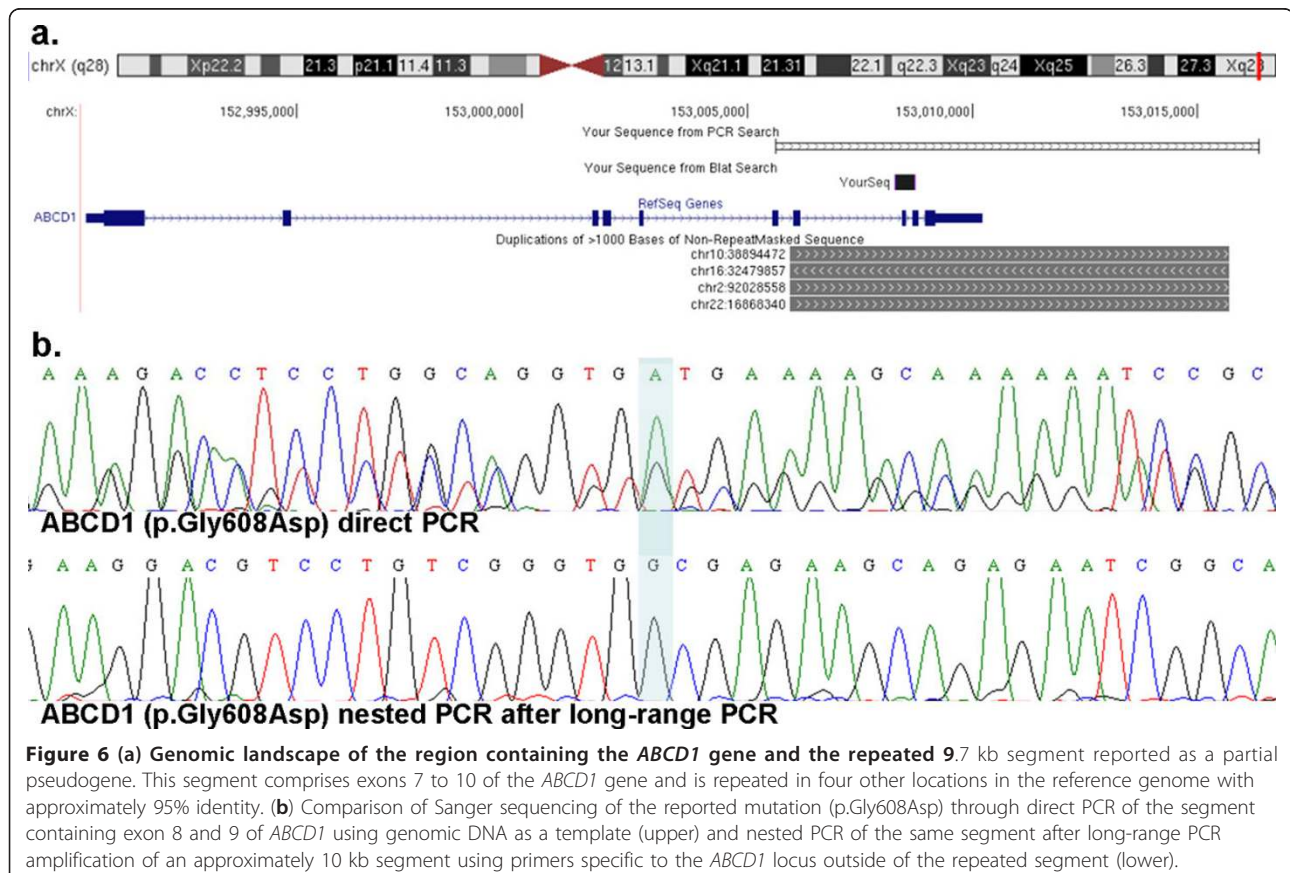 a.
chrX (q28) Xp22.2 21.3 p21.1 11.4 11.3 12 13.1 Xq21.1 21.31 22.1 q22.3 Xq23 q24 Xq25 26.3 27.3 Xq28
chrX: 152,995,000 153,000,000 153,005,000 153,010,000 153,015,000
Your Sequence from PCR Search
Your Sequence from Blat Search
YourSeq
RefSeq Genes
ABCD1
Duplications of >1000 Bases of Non-RepeatMasked Sequence
chr10:38894472
chr16:32479857
chr2:92028558
chr22:16868340
b.
A A A G A C C T C C T G G C A G G T G A T G A A A A G C A A A A A A T C C G C
ABCD1 (p.Gly608Asp) direct PCR
G A A G G A C G T C C T G T C G G G T G G C G A G A A G C A G A G A A T C G G C A
ABCD1 (p.Gly608Asp) nested PCR after long-range PCR
Figure 6 (a) Genomic landscape of the region containing the ABCD1 gene and the repeated 9.7 kb segment reported as a partial
pseudogene. This segment comprises exons 7 to 10 of the ABCD1 gene and is repeated in four other locations in the reference genome with
approximately 95% identity. (b) Comparison of Sanger sequencing of the reported mutation (p.Gly608Asp) through direct PCR of the segment
containing exon 8 and 9 of ABCD1 using genomic DNA as a template (upper) and nested PCR of the same segment after long-range PCR
amplification of an approximately 10 kb segment using primers specific to the ABCD1 locus outside of the repeated segment (lower).